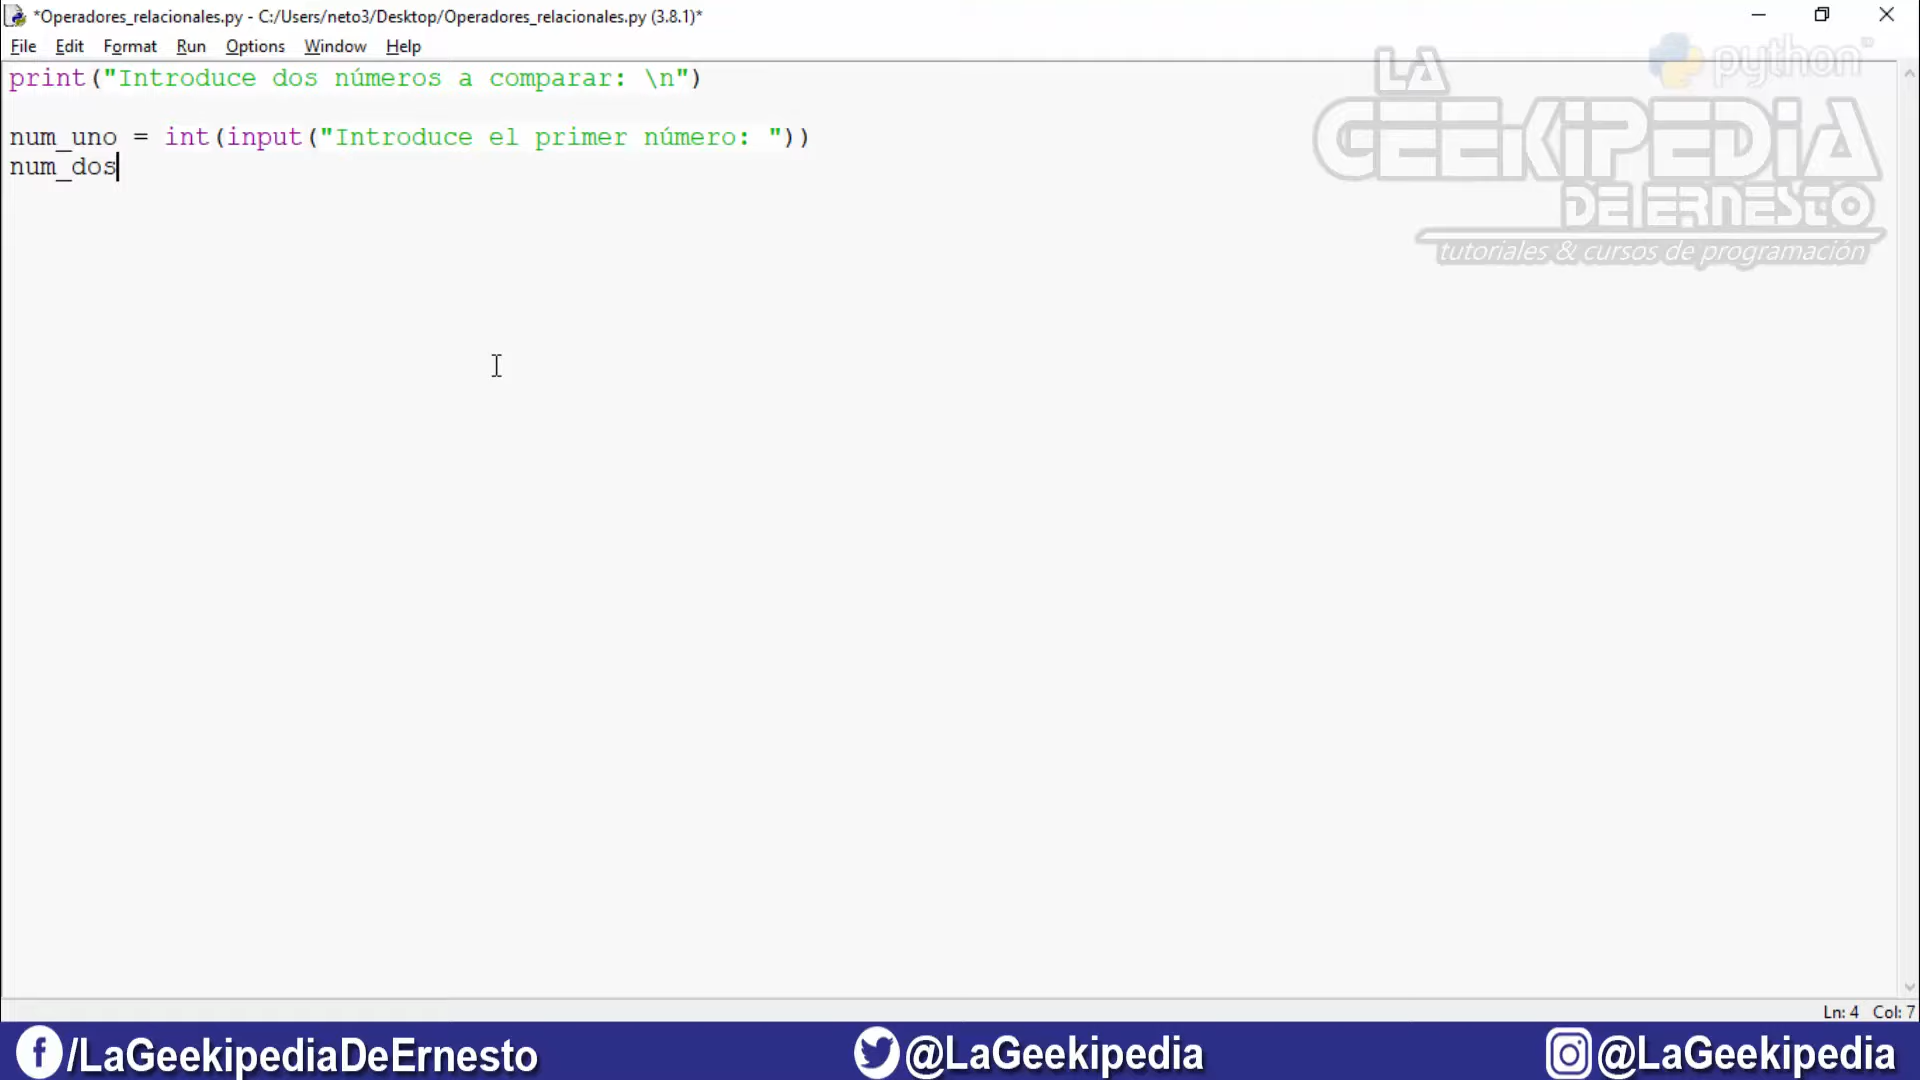 *Operadores_relacionales.py - C:/Users/neto3/Desktop/Operadores_relacionales.py (3.8.1)*
File Edit Format Run Options Window Help
print("Introduce dos números a comparar: \n")
num_uno = int(input("Introduce el primer número: "))
num_dos
python™
LA
GEEKIPEDIA
DE ERNESTO
tutoriales & cursos de programación
Ln: 4 Col: 7
/LaGeekipediaDeErnesto
@LaGeekipedia
@LaGeekipedia